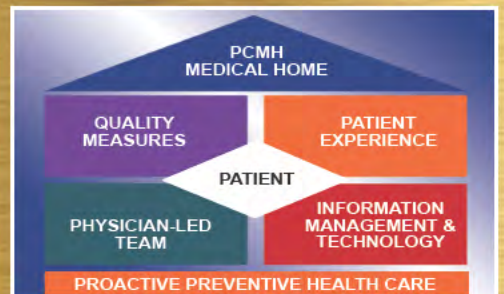 PCMH
MEDICAL HOME
QUALITY
MEASURES
PATIENT
EXPERIENCE
PATIENT
PHYSICIAN-LED
TEAM
INFORMATION
MANAGEMENT &
TECHNOLOGY
PROACTIVE PREVENTIVE HEALTH CARE